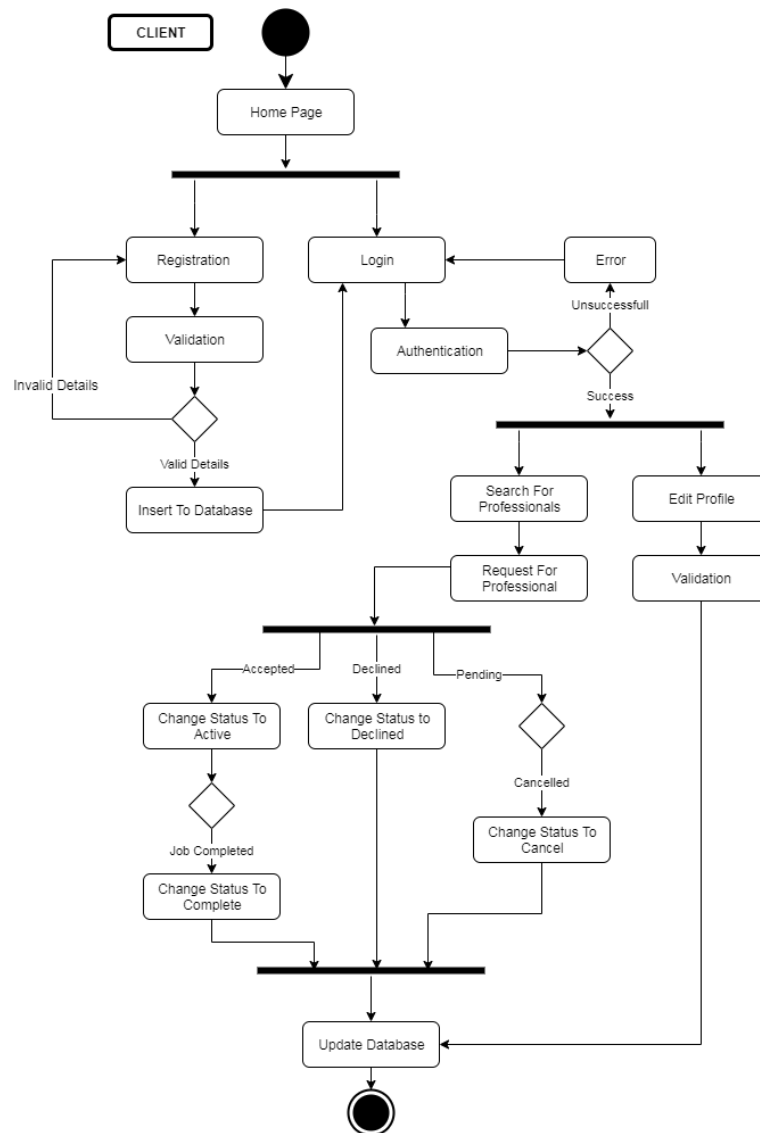 CLIENT
Home Page
Registration
Login
Error
Unsuccessfull
Validation
Authentication
Invalid Details
Success
Valid Details
Insert To Database
Search For
Professionals
Edit Profile
Request For
Professional
Validation
Accepted
Declined
Pending
Change Status To
Active
Change Status to
Declined
Cancelled
Change Status To
Cancel
Job Completed
Change Status To
Complete
Update Database